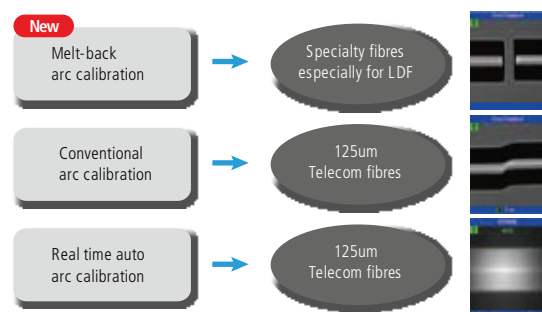 New
Melt-back
arc calibration
Specialty fibres
especially for LDF
Conventional
arc calibration
125um
Telecom fibres
Real time auto
arc calibration
125um
Telecom fibres